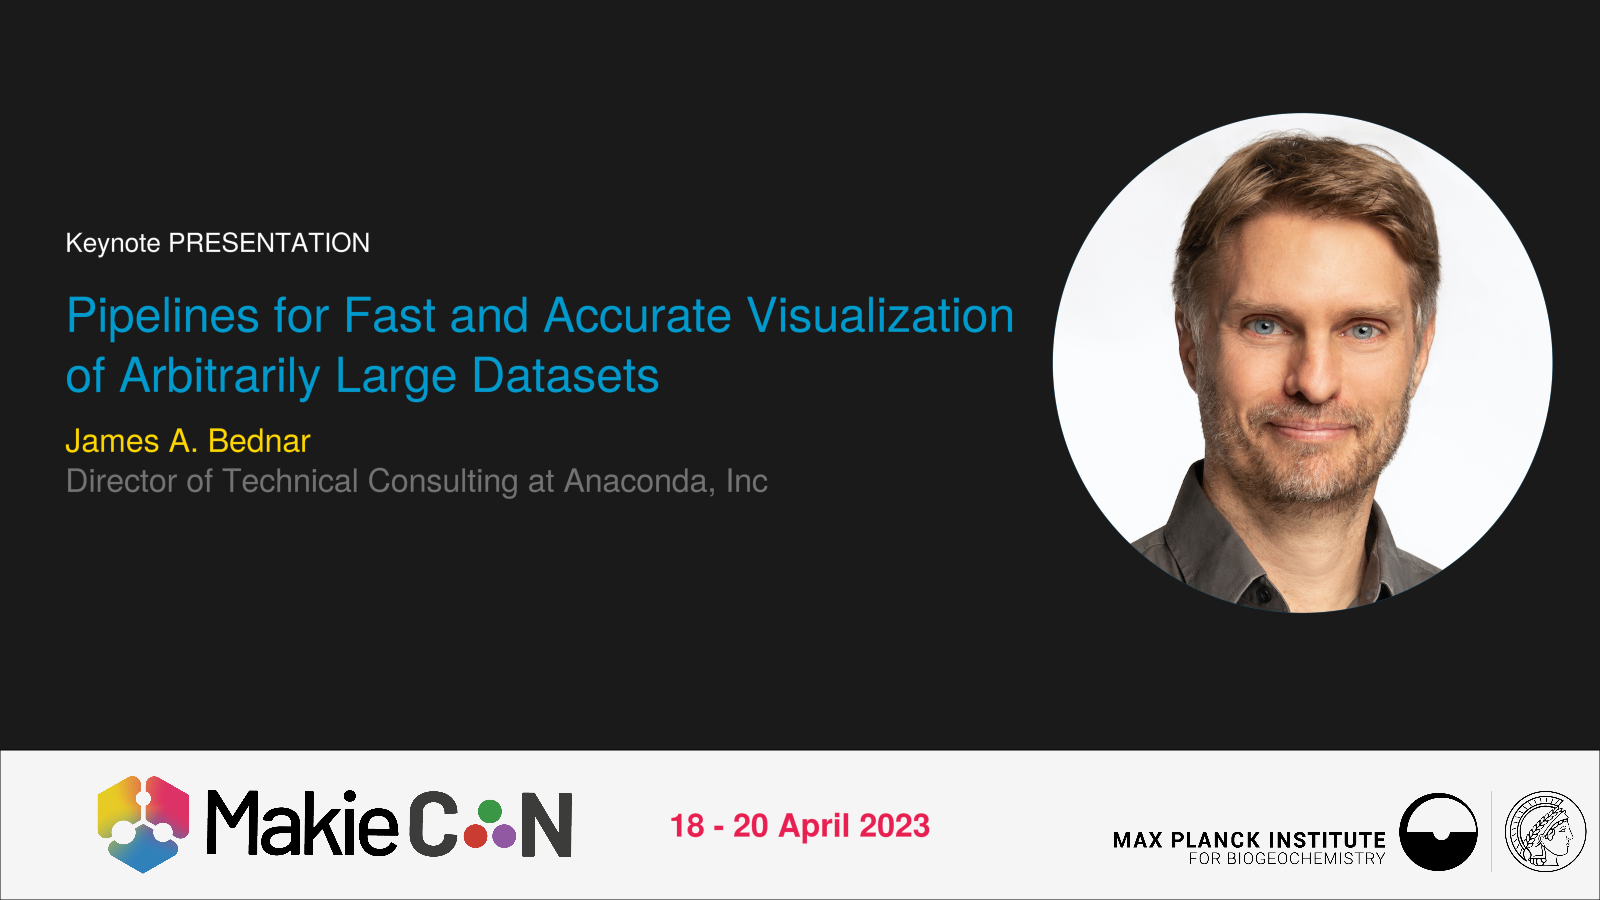 Keynote PRESENTATION
Pipelines for Fast and Accurate Visualization
of Arbitrarily Large Datasets
James A. Bednar
Director of Technical Consulting at Anaconda, Inc
MakieCON
18 - 20 April 2023
MAX PLANCK INSTITUTE
FOR BIOGEOCHEMISTRY